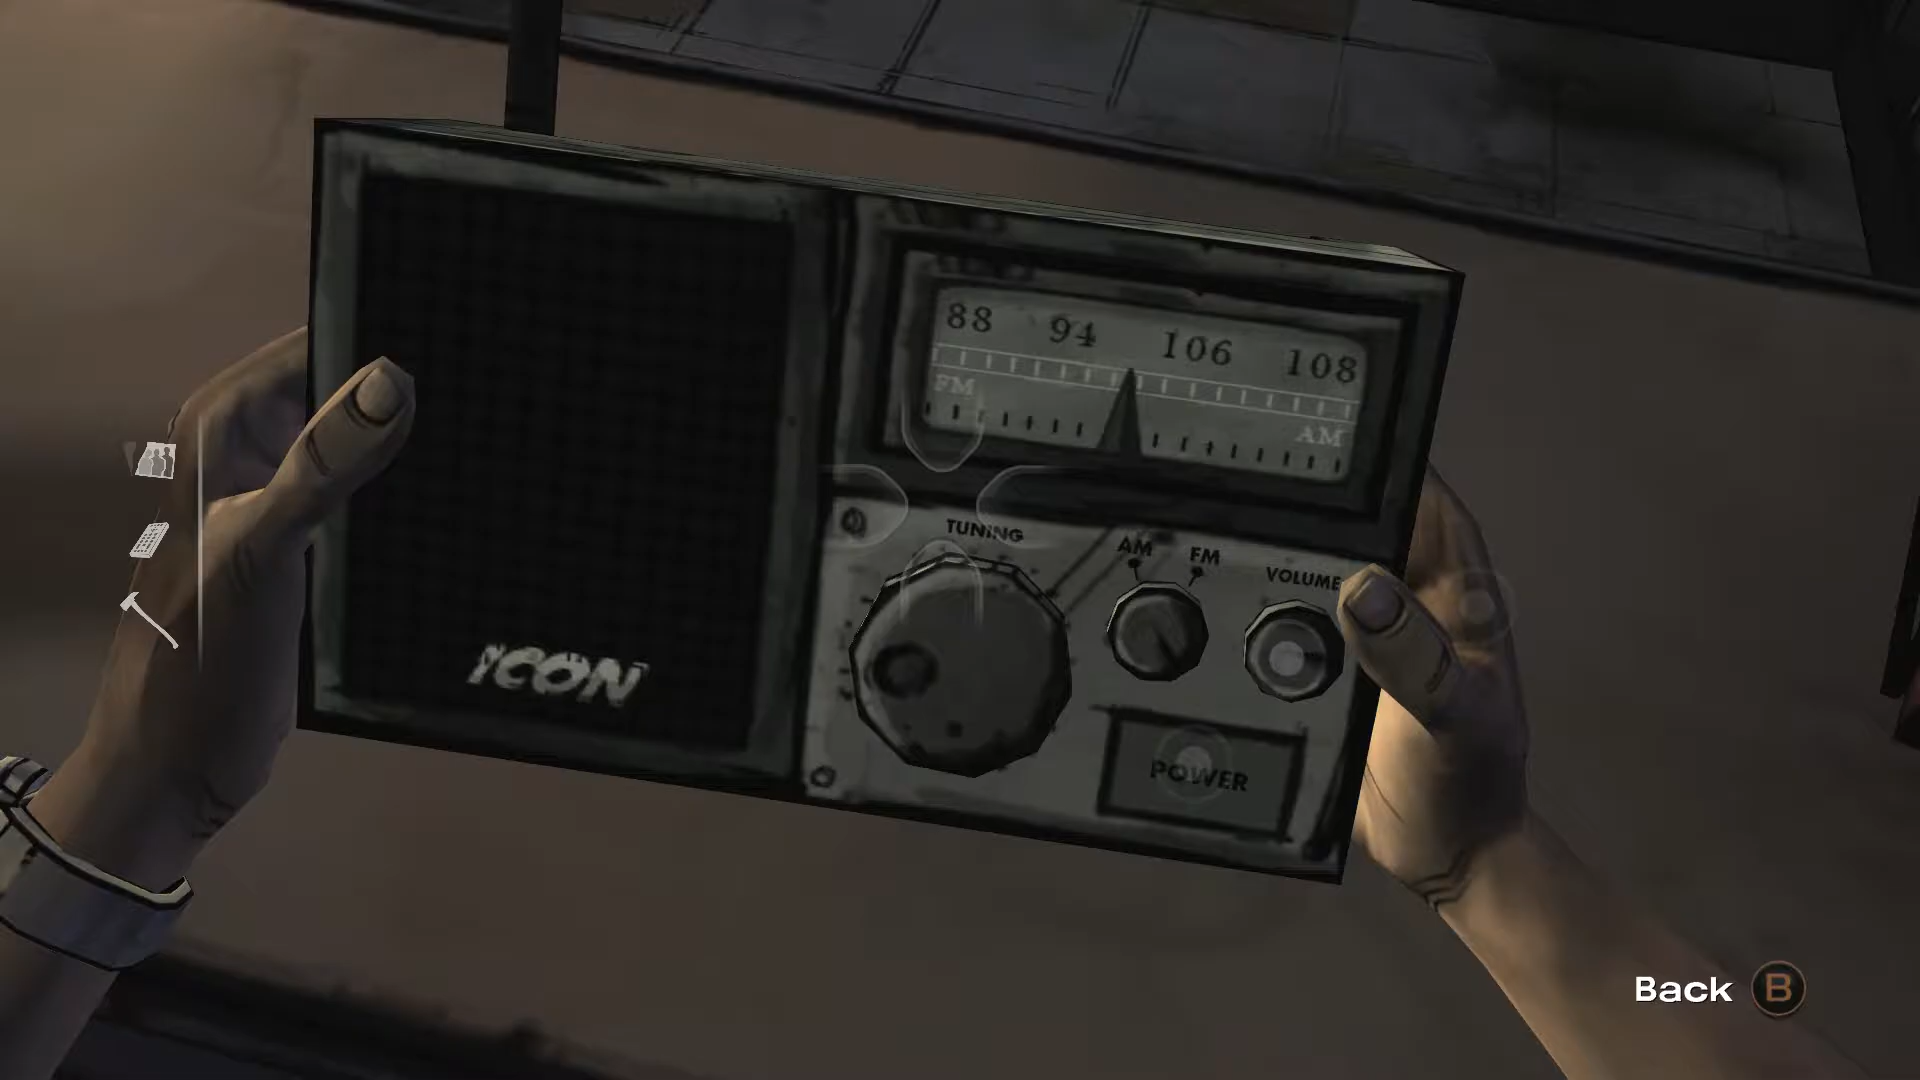 88 94 106 108
FM
AM
TUNING
AM FM
VOLUME
ICON
POWER
Back B